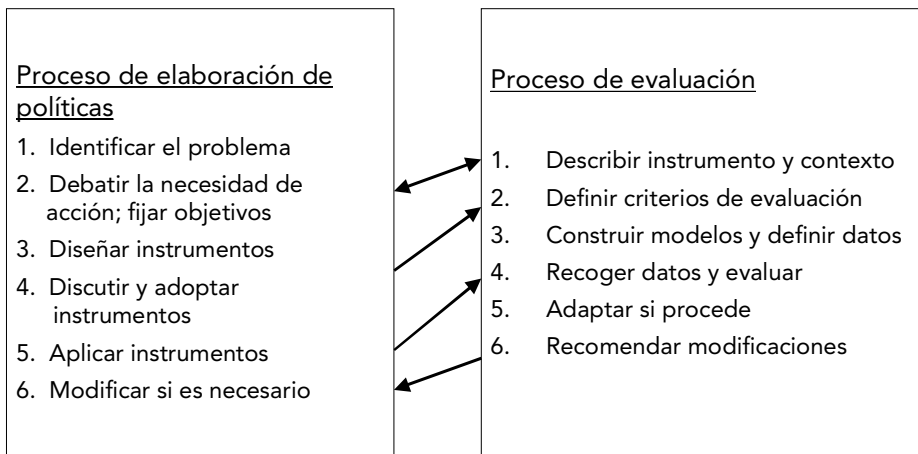 Proceso de elaboración de
políticas
1. Identificar el problema
2. Debatir la necesidad de
acción; fijar objetivos
3. Diseñar instrumentos
4. Discutir y adoptar
instrumentos
5. Aplicar instrumentos
6. Modificar si es necesario
Proceso de evaluación
1. Describir instrumento y contexto
2. Definir criterios de evaluación
3. Construir modelos y definir datos
4. Recoger datos y evaluar
5. Adaptar si procede
6. Recomendar modificaciones